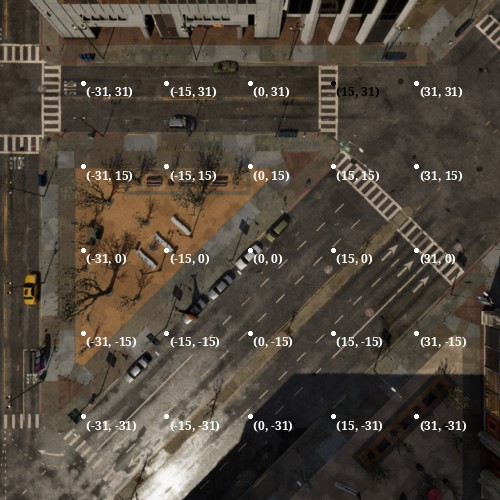 (-31, 31) (-15, 31) (0, 31) (15, 31) (31, 31)
(-31, 15) (-15, 15) (0, 15) (15, 15) (31, 15)
(-31, 0) (-15, 0) (0, 0) (15, 0) (31, 0)
(-31, -15) (-15, -15) (0, -15) (15, -15) (31, -15)
(-31, -31) (-15, -31) (0, -31) (15, -31) (31, -31)